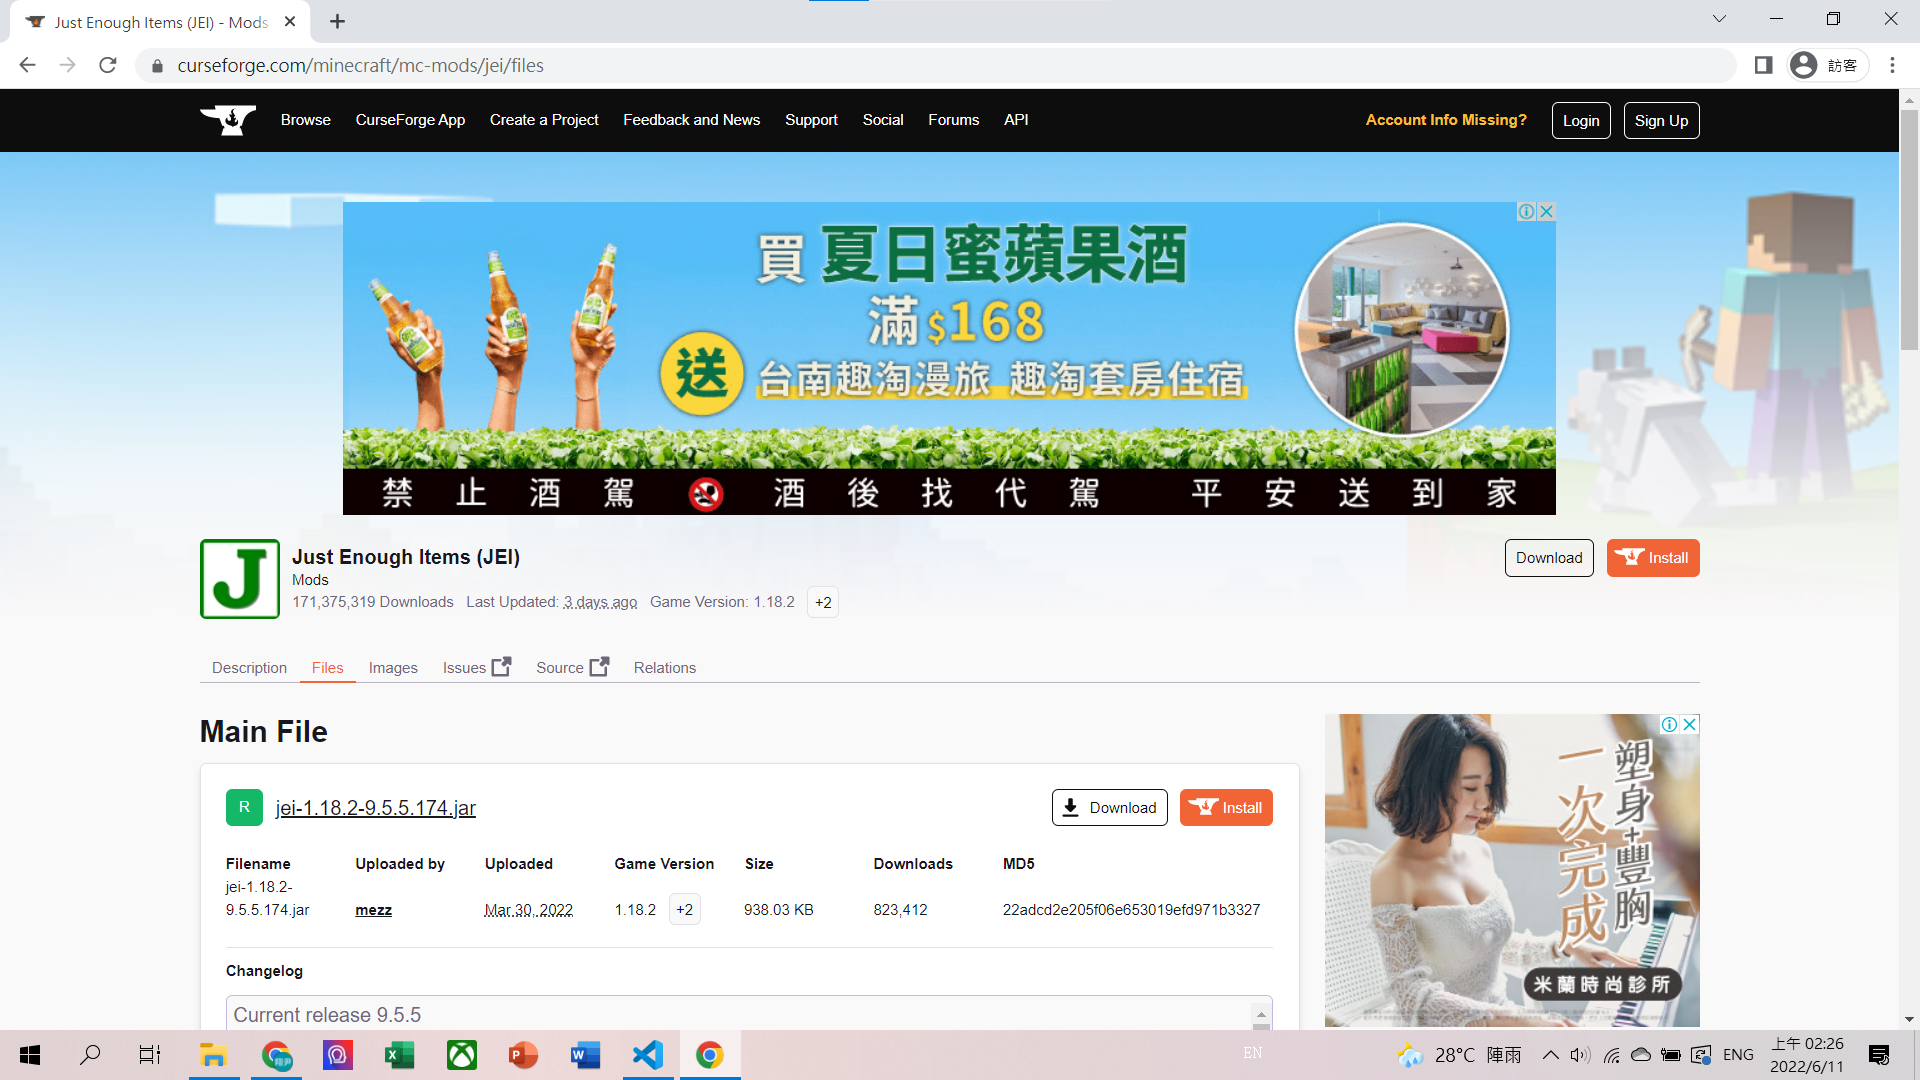 Just Enough Items (JEI) - Mods
curseforge.com/minecraft/mc-mods/jei/files
訪客
Browse
CurseForge App
Create a Project
Feedback and News
Support
Social
Forums
API
Account Info Missing?
Login
Sign Up
買 夏日蜜蘋果酒
滿 $168
送 台南趣淘漫旅 趣淘套房住宿
禁止酒駕 酒後找代駕 平安送到家
J
Just Enough Items (JEI)
Mods
171,375,319 Downloads Last Updated: 3 days ago Game Version: 1.18.2 +2
Download
Install
Description
Files
Images
Issues
Source
Relations
Main File
R
jei-1.18.2-9.5.5.174.jar
Download
Install
Filename Uploaded by Uploaded Game Version Size Downloads MD5
jei-1.18.2-
9.5.5.174.jar mezz Mar 30, 2022 1.18.2 +2 938.03 KB 823,412 22adcd2e205f06e653019efd971b3327
Changelog
Current release 9.5.5
塑身+豐胸
一次完成
米蘭時尚診所
EN
28°C 陣雨
ENG
上午 02:26
2022/6/11